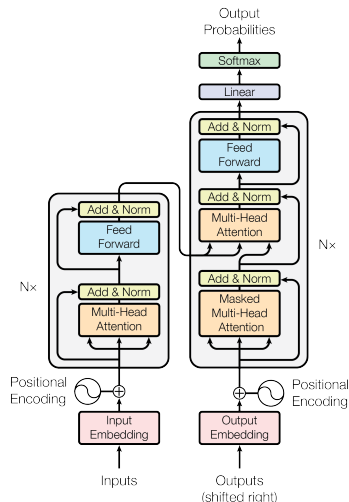 Output
Probabilities
Softmax
Linear
Add & Norm
Feed
Forward
Add & Norm
Multi-Head
Attention
Add & Norm
Masked
Multi-Head
Attention
N×
Add & Norm
Feed
Forward
Add & Norm
Multi-Head
Attention
N×
Positional
Encoding
Positional
Encoding
Input
Embedding
Output
Embedding
Inputs
Outputs
(shifted right)